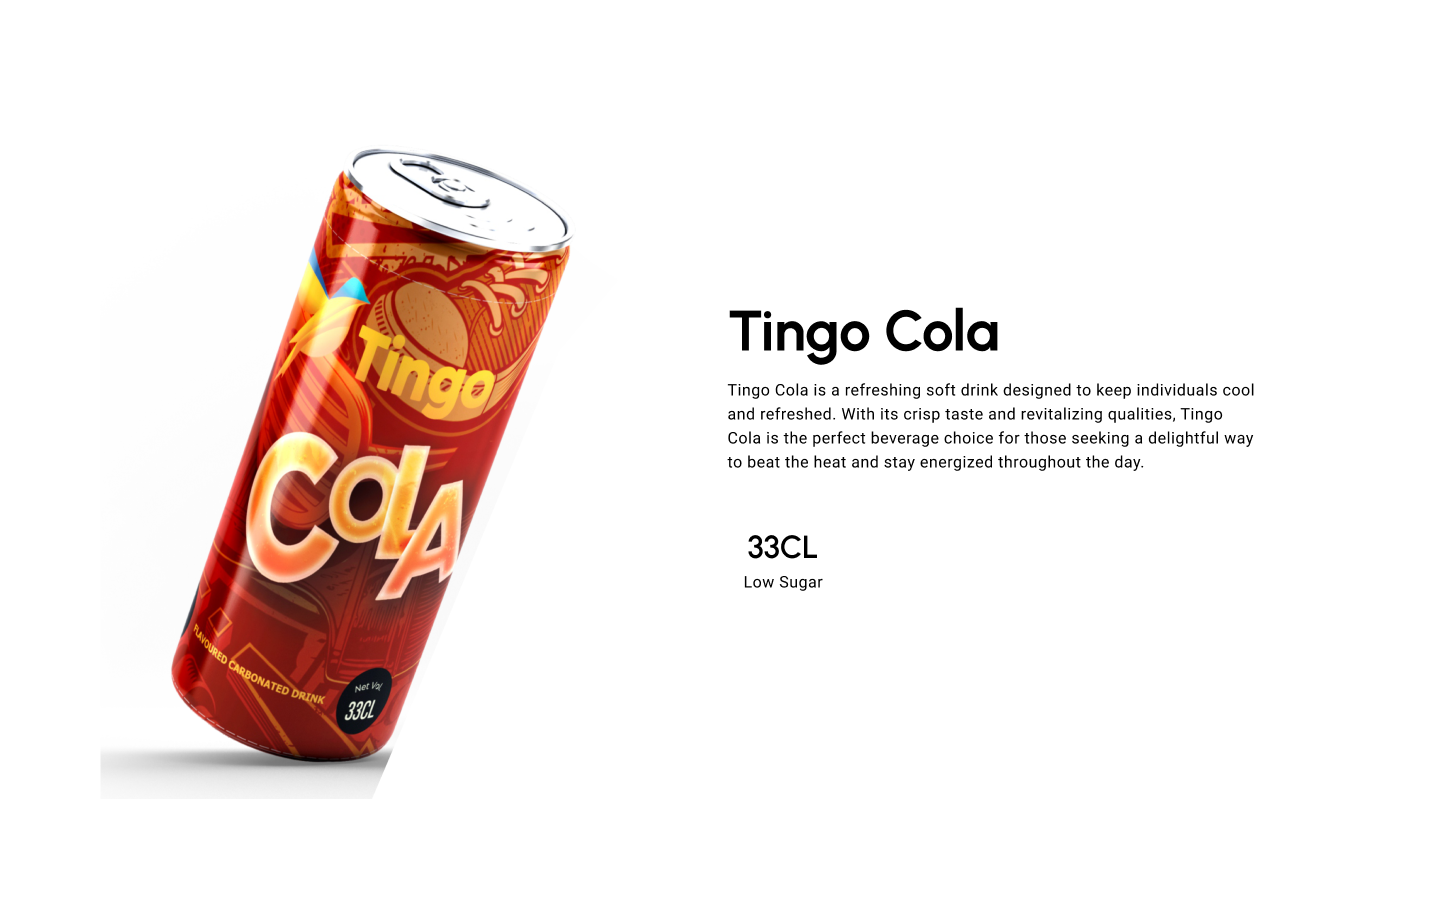 Tingo
COLA
FLAVOURED CARBONATED DRINK
Net Vol
33CL
Tingo Cola
Tingo Cola is a refreshing soft drink designed to keep individuals cool
and refreshed. With its crisp taste and revitalizing qualities, Tingo
Cola is the perfect beverage choice for those seeking a delightful way
to beat the heat and stay energized throughout the day.
33CL
Low Sugar